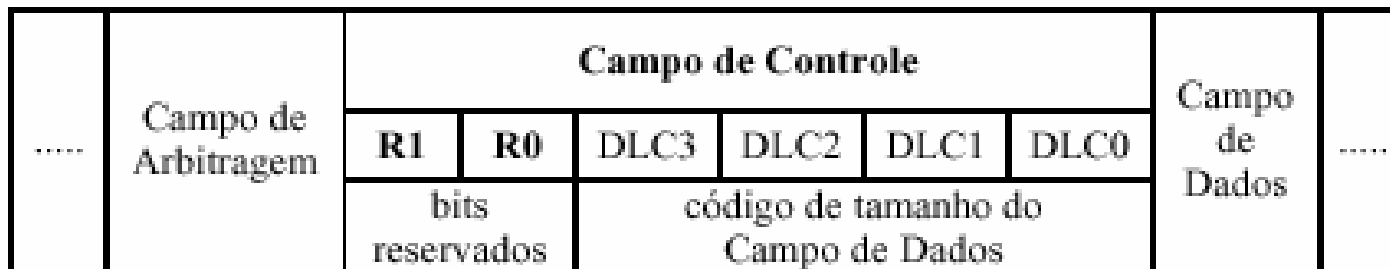 .....
Campo de
Arbitragem
Campo de Controle
R1 R0 DLC3 DLC2 DLC1 DLC0
bits
reservados
código de tamanho do
Campo de Dados
Campo
de
Dados
.....